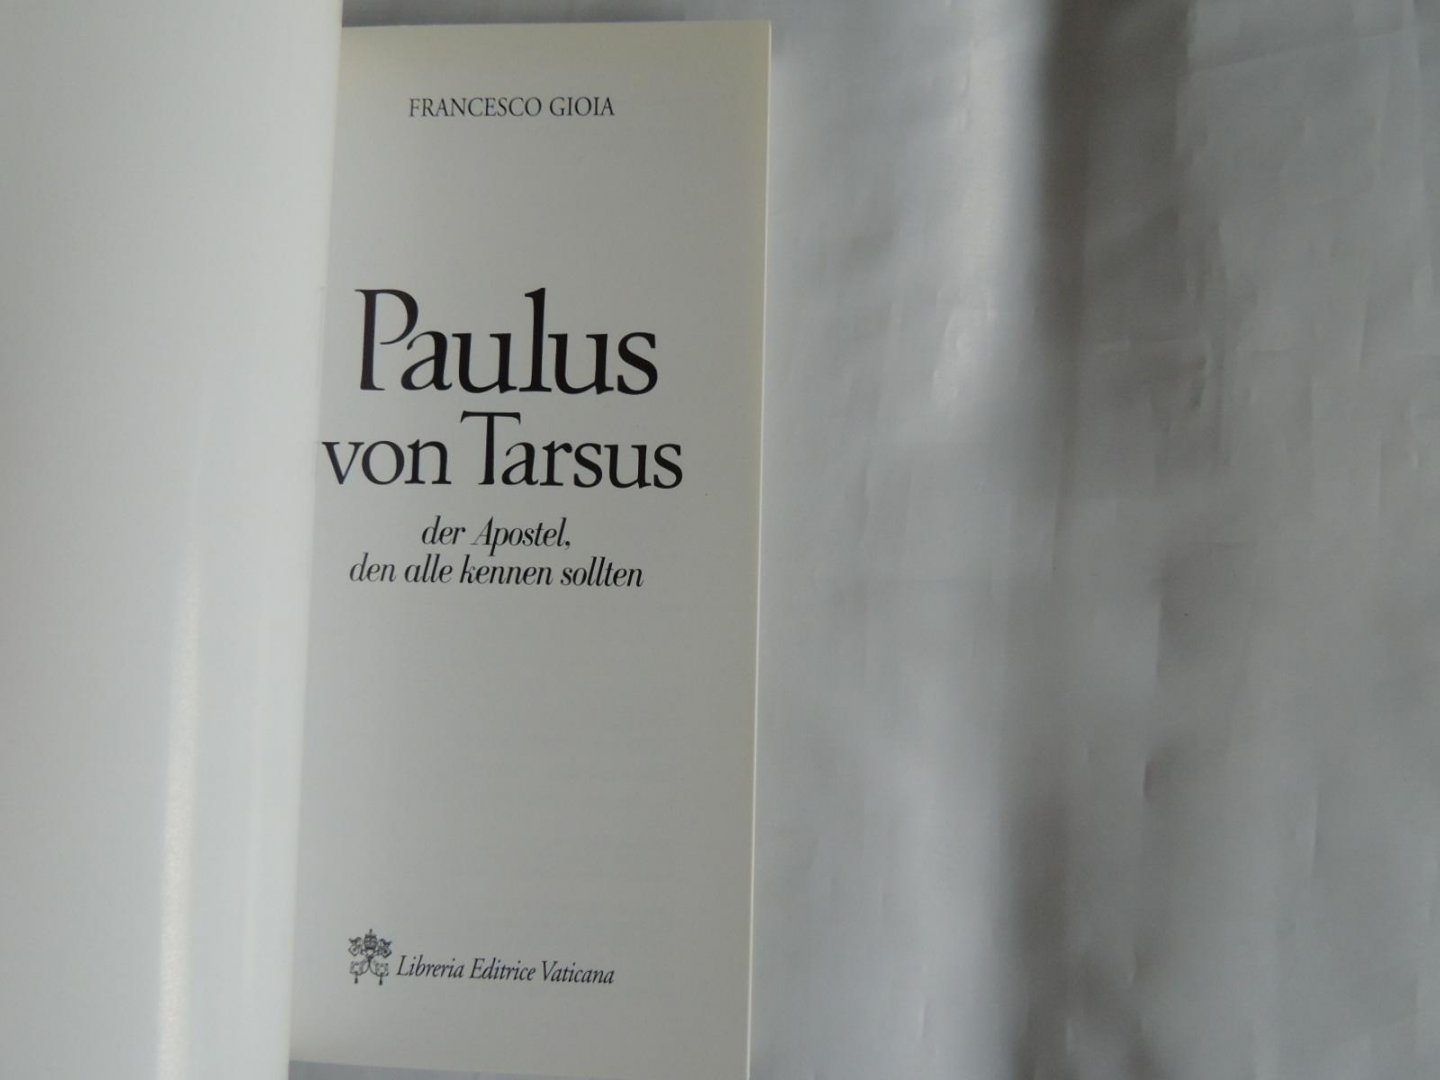 FRANCESCO GIOIA
Paulus
von Tarsus
der Apostel,
den alle kennen sollten
Libreria Editrice Vaticana